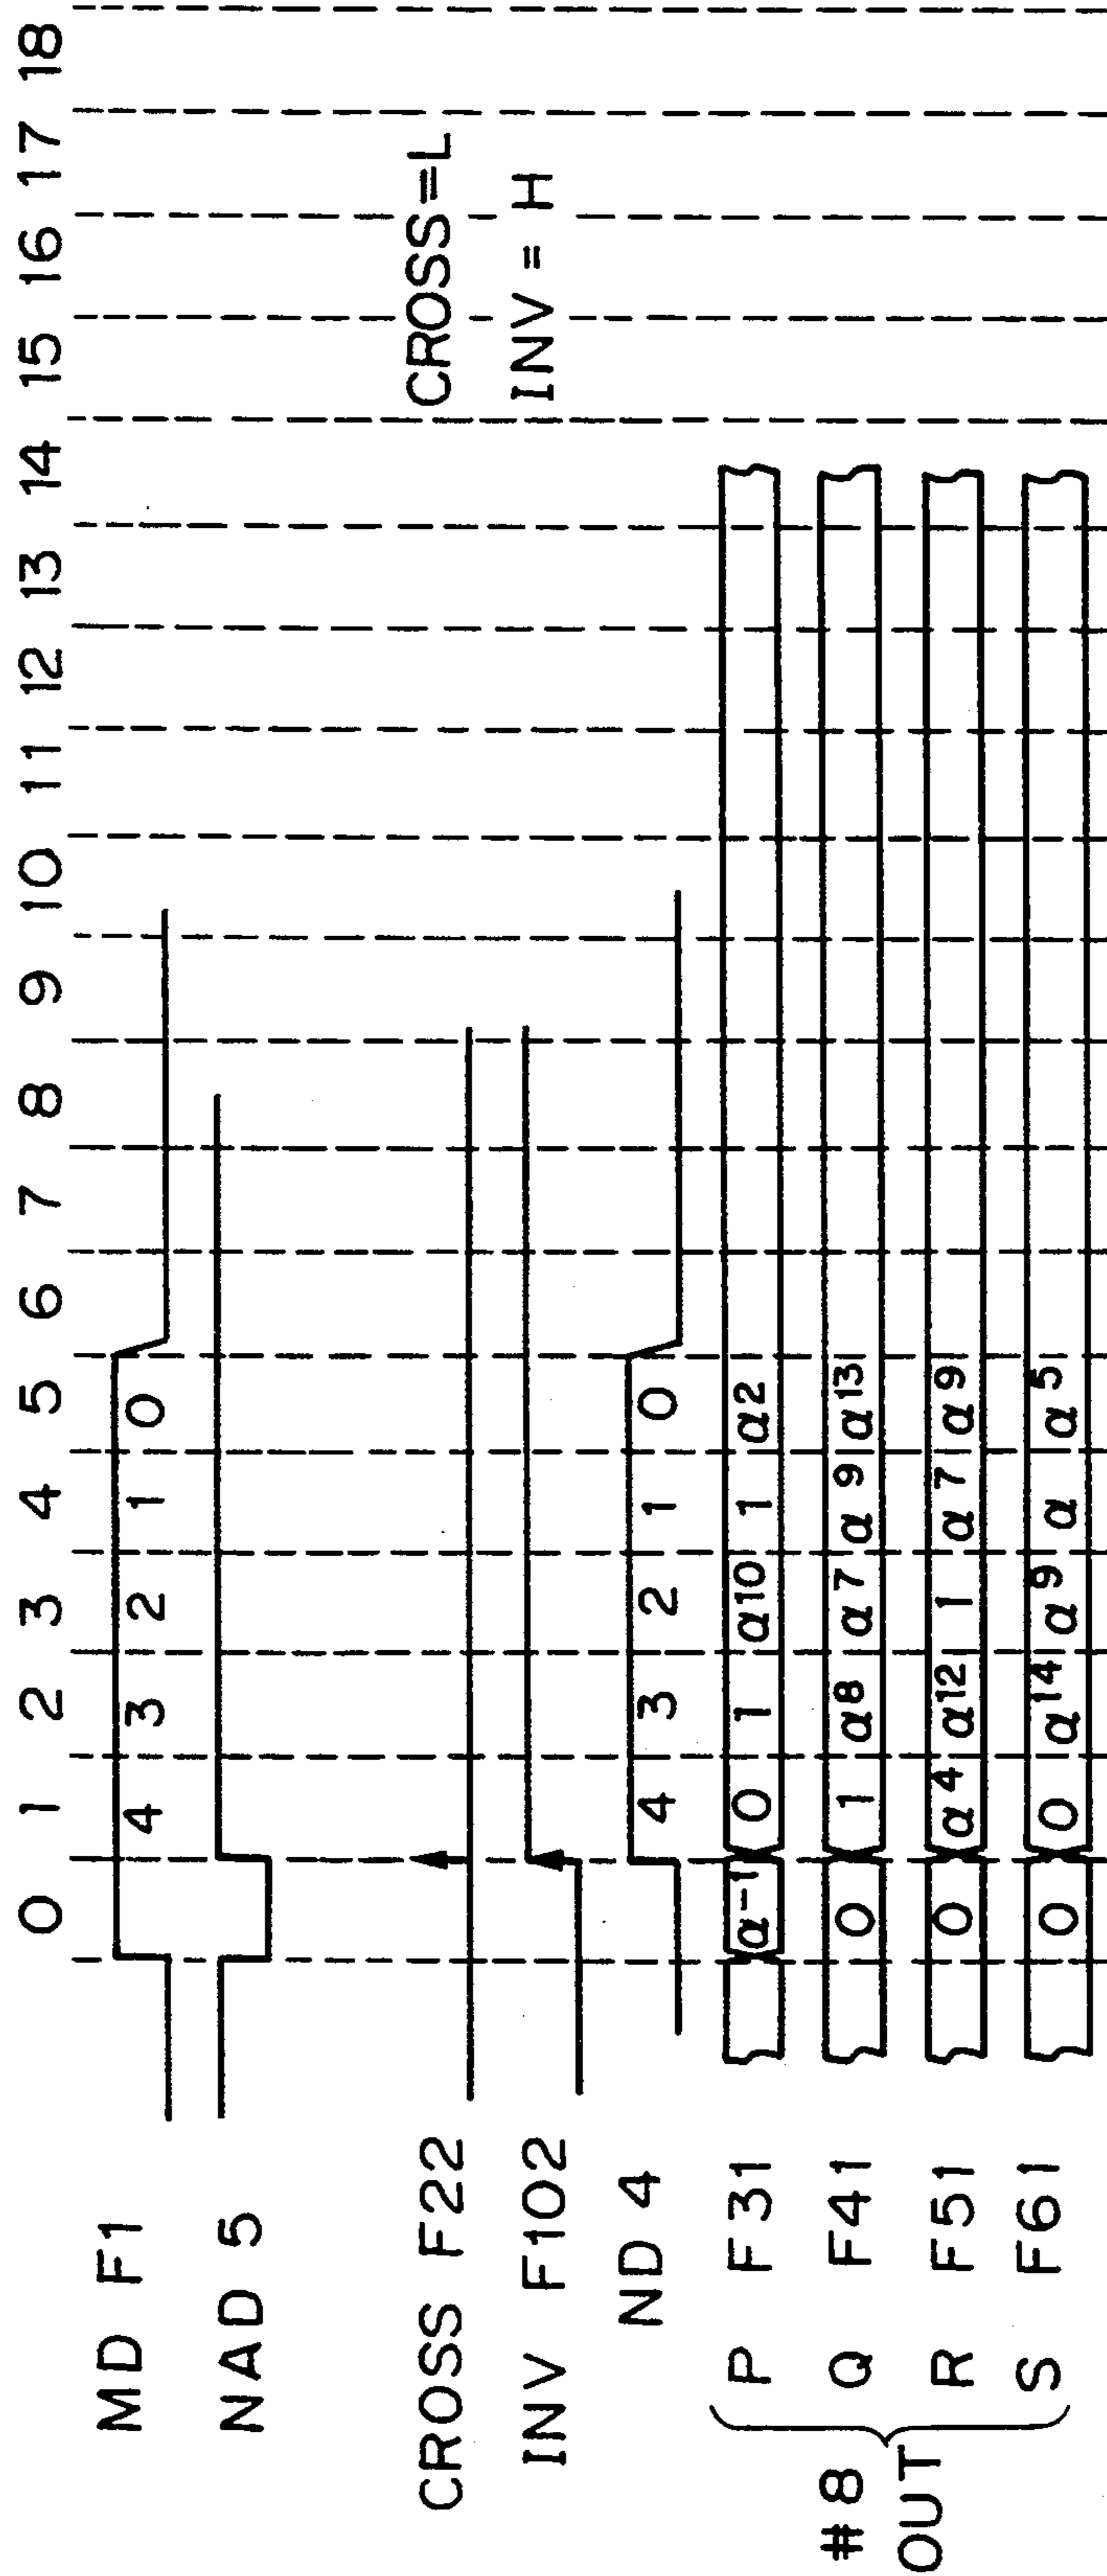 0 1 2 3 4 5 6 7 8 9 10 11 12 13 14 15 16 17 18
MD F1 4 3 2 1 0
NAD 5
CROSS F22 CROSS=L
INV F102 INV = H
ND 4 4 3 2 1 0
#8 OUT
P F31 α-1 0 1 α10 1 α2
Q F41 0 1 α8 α7 α9 α13
R F51 0 α4 α12 1 α7 α9
S F61 0 0 α14 α9 α α5